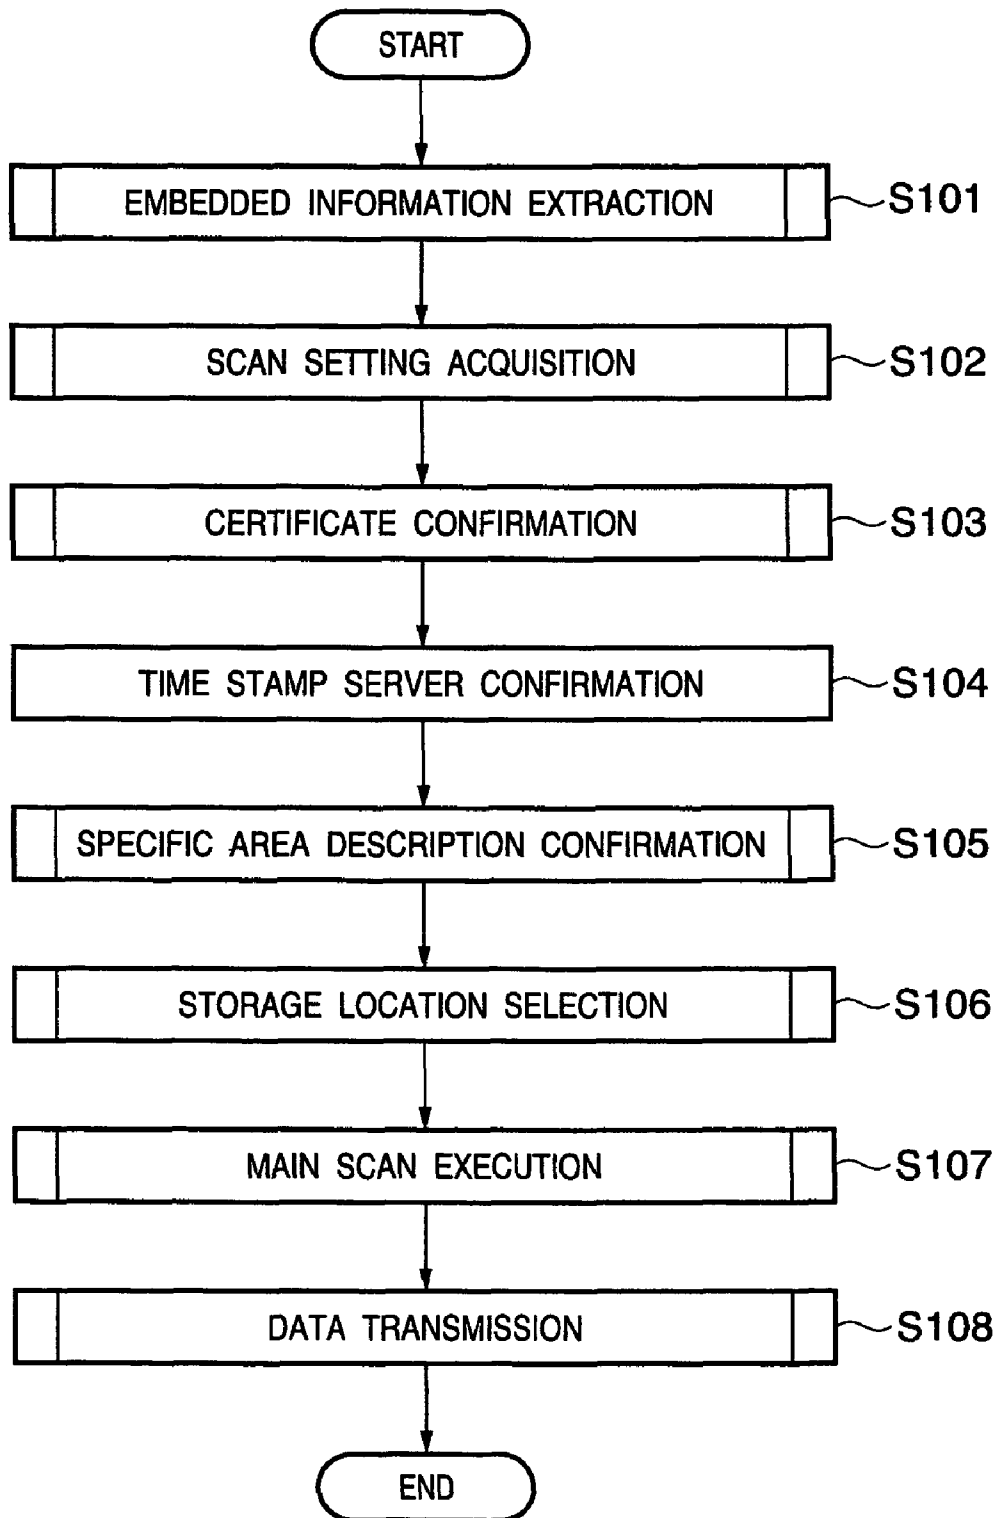 START
EMBEDDED INFORMATION EXTRACTION
S101
SCAN SETTING ACQUISITION
S102
CERTIFICATE CONFIRMATION
S103
TIME STAMP SERVER CONFIRMATION
S104
SPECIFIC AREA DESCRIPTION CONFIRMATION
S105
STORAGE LOCATION SELECTION
S106
MAIN SCAN EXECUTION
S107
DATA TRANSMISSION
S108
END